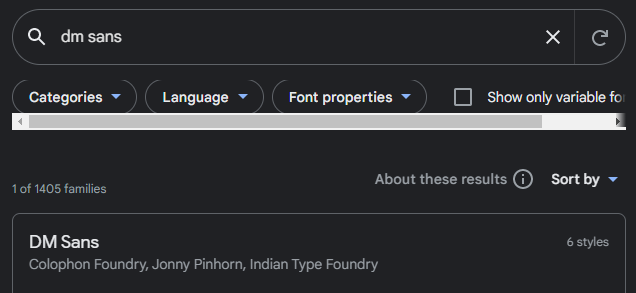 dm sans
Categories
Language
Font properties
Show only variable fo
About these results
Sort by
1 of 1405 families
DM Sans
6 styles
Colophon Foundry, Jonny Pinhorn, Indian Type Foundry